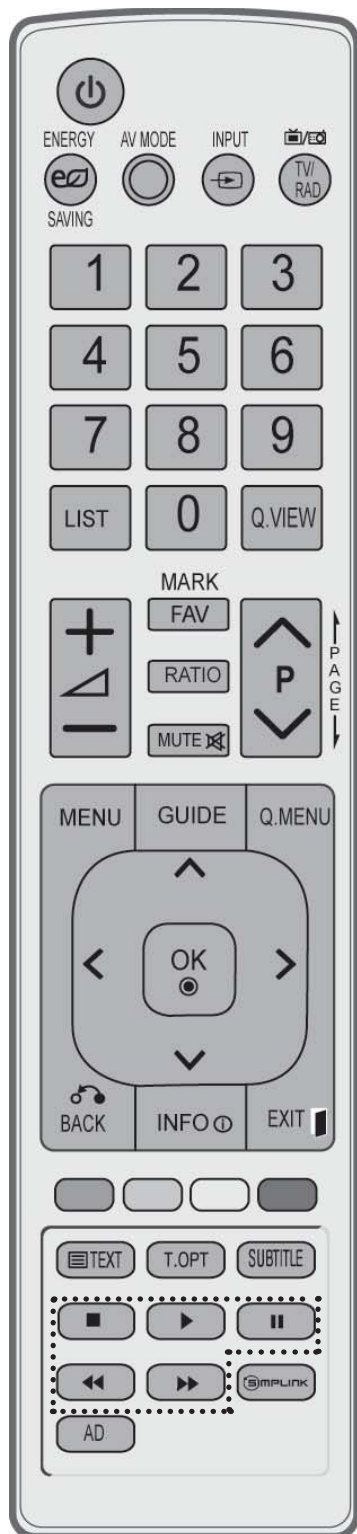 ENERGY AV MODE INPUT
TV/
RAD
SAVING
1 2 3
4 5 6
7 8 9
LIST 0 Q.VIEW
MARK
FAV
RATIO
P
PAGE
MUTE
MENU GUIDE Q.MENU
OK
BACK INFO EXIT
TEXT T.OPT SUBTITLE
SIMPLINK
AD